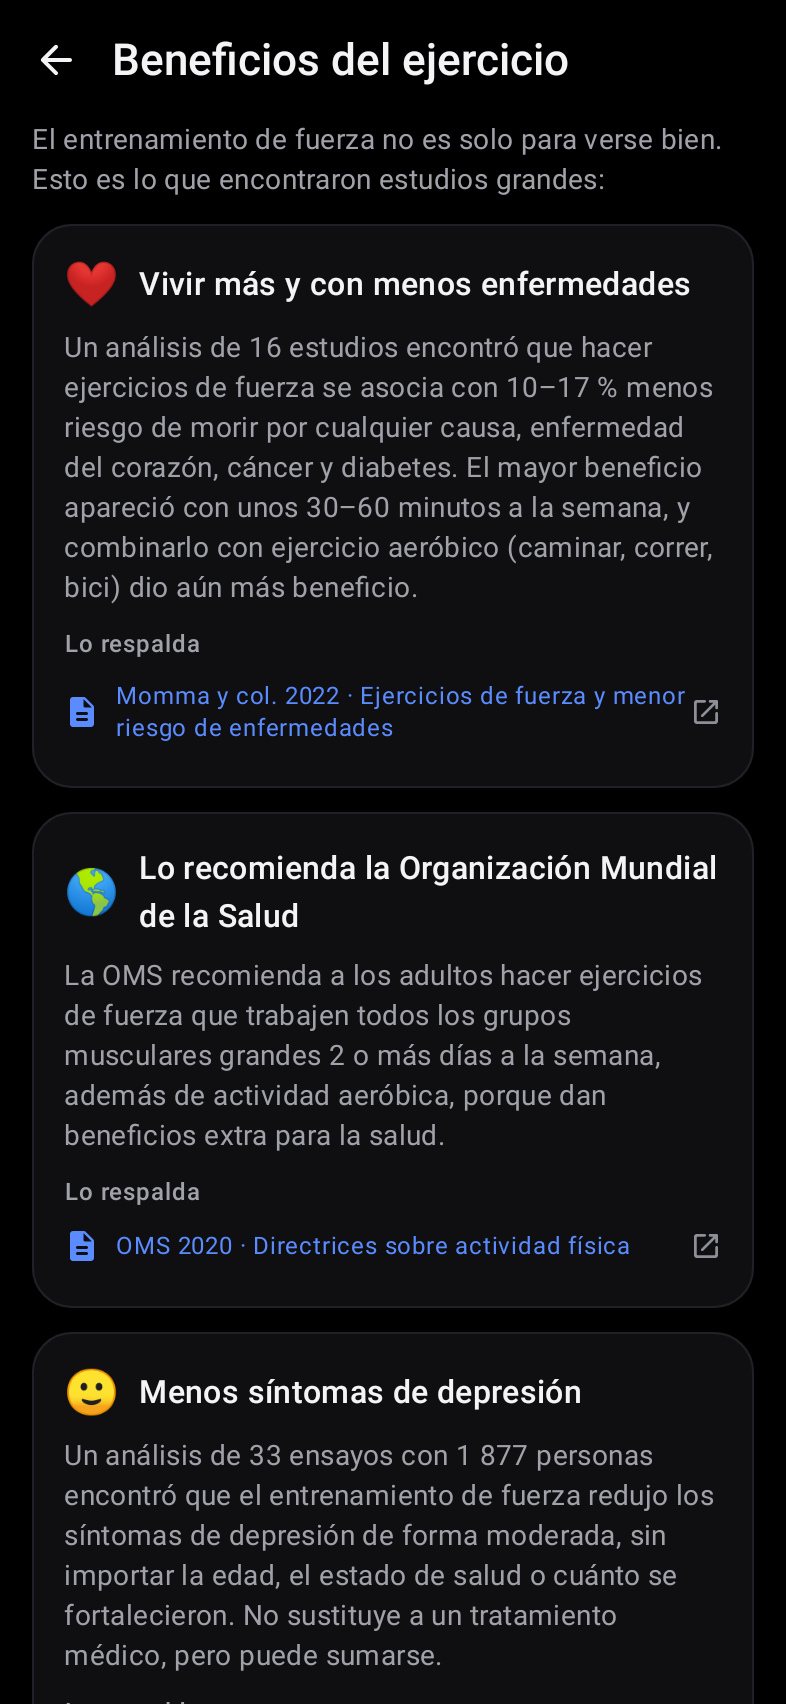 Beneficios del ejercicio
El entrenamiento de fuerza no es solo para verse bien.
Esto es lo que encontraron estudios grandes:
Vivir más y con menos enfermedades
Un análisis de 16 estudios encontró que hacer
ejercicios de fuerza se asocia con 10–17 % menos
riesgo de morir por cualquier causa, enfermedad
del corazón, cáncer y diabetes. El mayor beneficio
apareció con unos 30–60 minutos a la semana, y
combinarlo con ejercicio aeróbico (caminar, correr,
bici) dio aún más beneficio.
Lo respalda
Momma y col. 2022 · Ejercicios de fuerza y menor
riesgo de enfermedades
Lo recomienda la Organización Mundial
de la Salud
La OMS recomienda a los adultos hacer ejercicios
de fuerza que trabajen todos los grupos
musculares grandes 2 o más días a la semana,
además de actividad aeróbica, porque dan
beneficios extra para la salud.
Lo respalda
OMS 2020 · Directrices sobre actividad física
Menos síntomas de depresión
Un análisis de 33 ensayos con 1 877 personas
encontró que el entrenamiento de fuerza redujo los
síntomas de depresión de forma moderada, sin
importar la edad, el estado de salud o cuánto se
fortalecieron. No sustituye a un tratamiento
médico, pero puede sumarse.